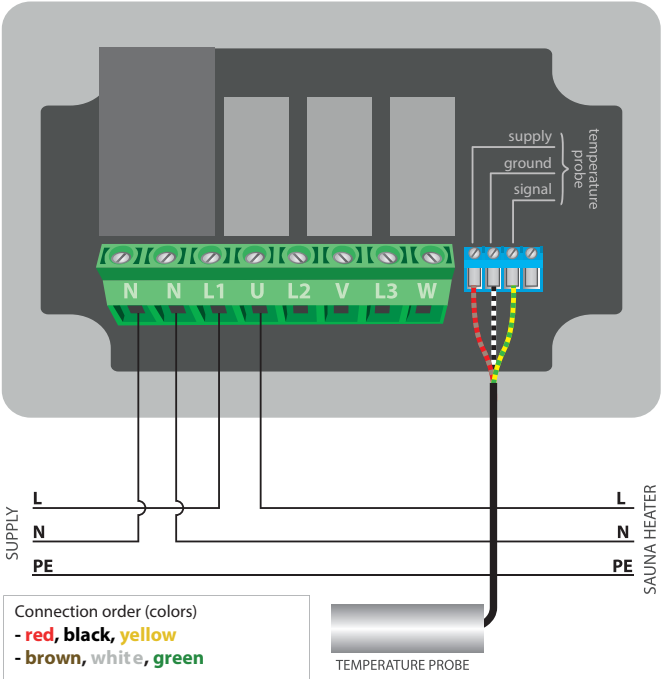 supply
ground
signal
temperature
probe
N N L1 U L2 V L3 W
L L
N N
PE PE
SUPPLY
SAUNA HEATER
Connection order (colors)
- red, black, yellow
- brown, white, green
TEMPERATURE PROBE